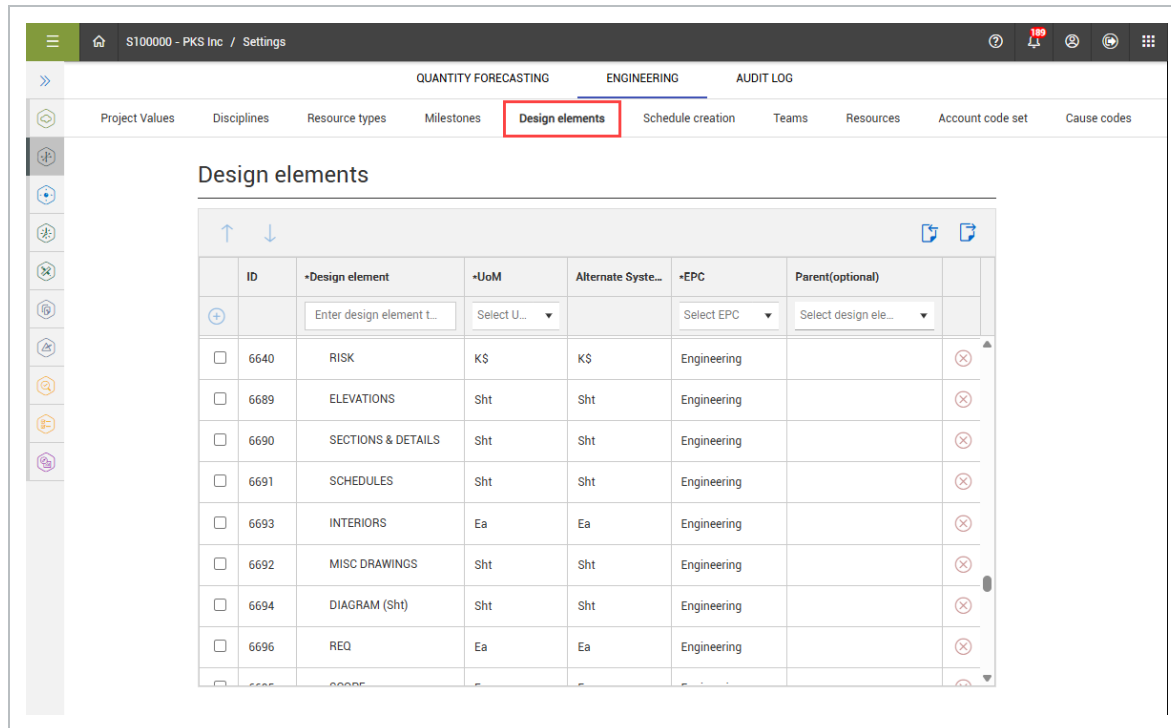 S100000 - PKS Inc / Settings 189
QUANTITY FORECASTING ENGINEERING AUDIT LOG
Project Values Disciplines Resource types Milestones Design elements Schedule creation Teams Resources Account code set Cause codes
Design elements
ID *Design element *UoM Alternate Syste... *EPC Parent(optional)
Enter design element t... Select U... Select EPC Select design ele...
6640 RISK K$ K$ Engineering
6689 ELEVATIONS Sht Sht Engineering
6690 SECTIONS & DETAILS Sht Sht Engineering
6691 SCHEDULES Sht Sht Engineering
6693 INTERIORS Ea Ea Engineering
6692 MISC DRAWINGS Sht Sht Engineering
6694 DIAGRAM (Sht) Sht Sht Engineering
6696 REQ Ea Ea Engineering